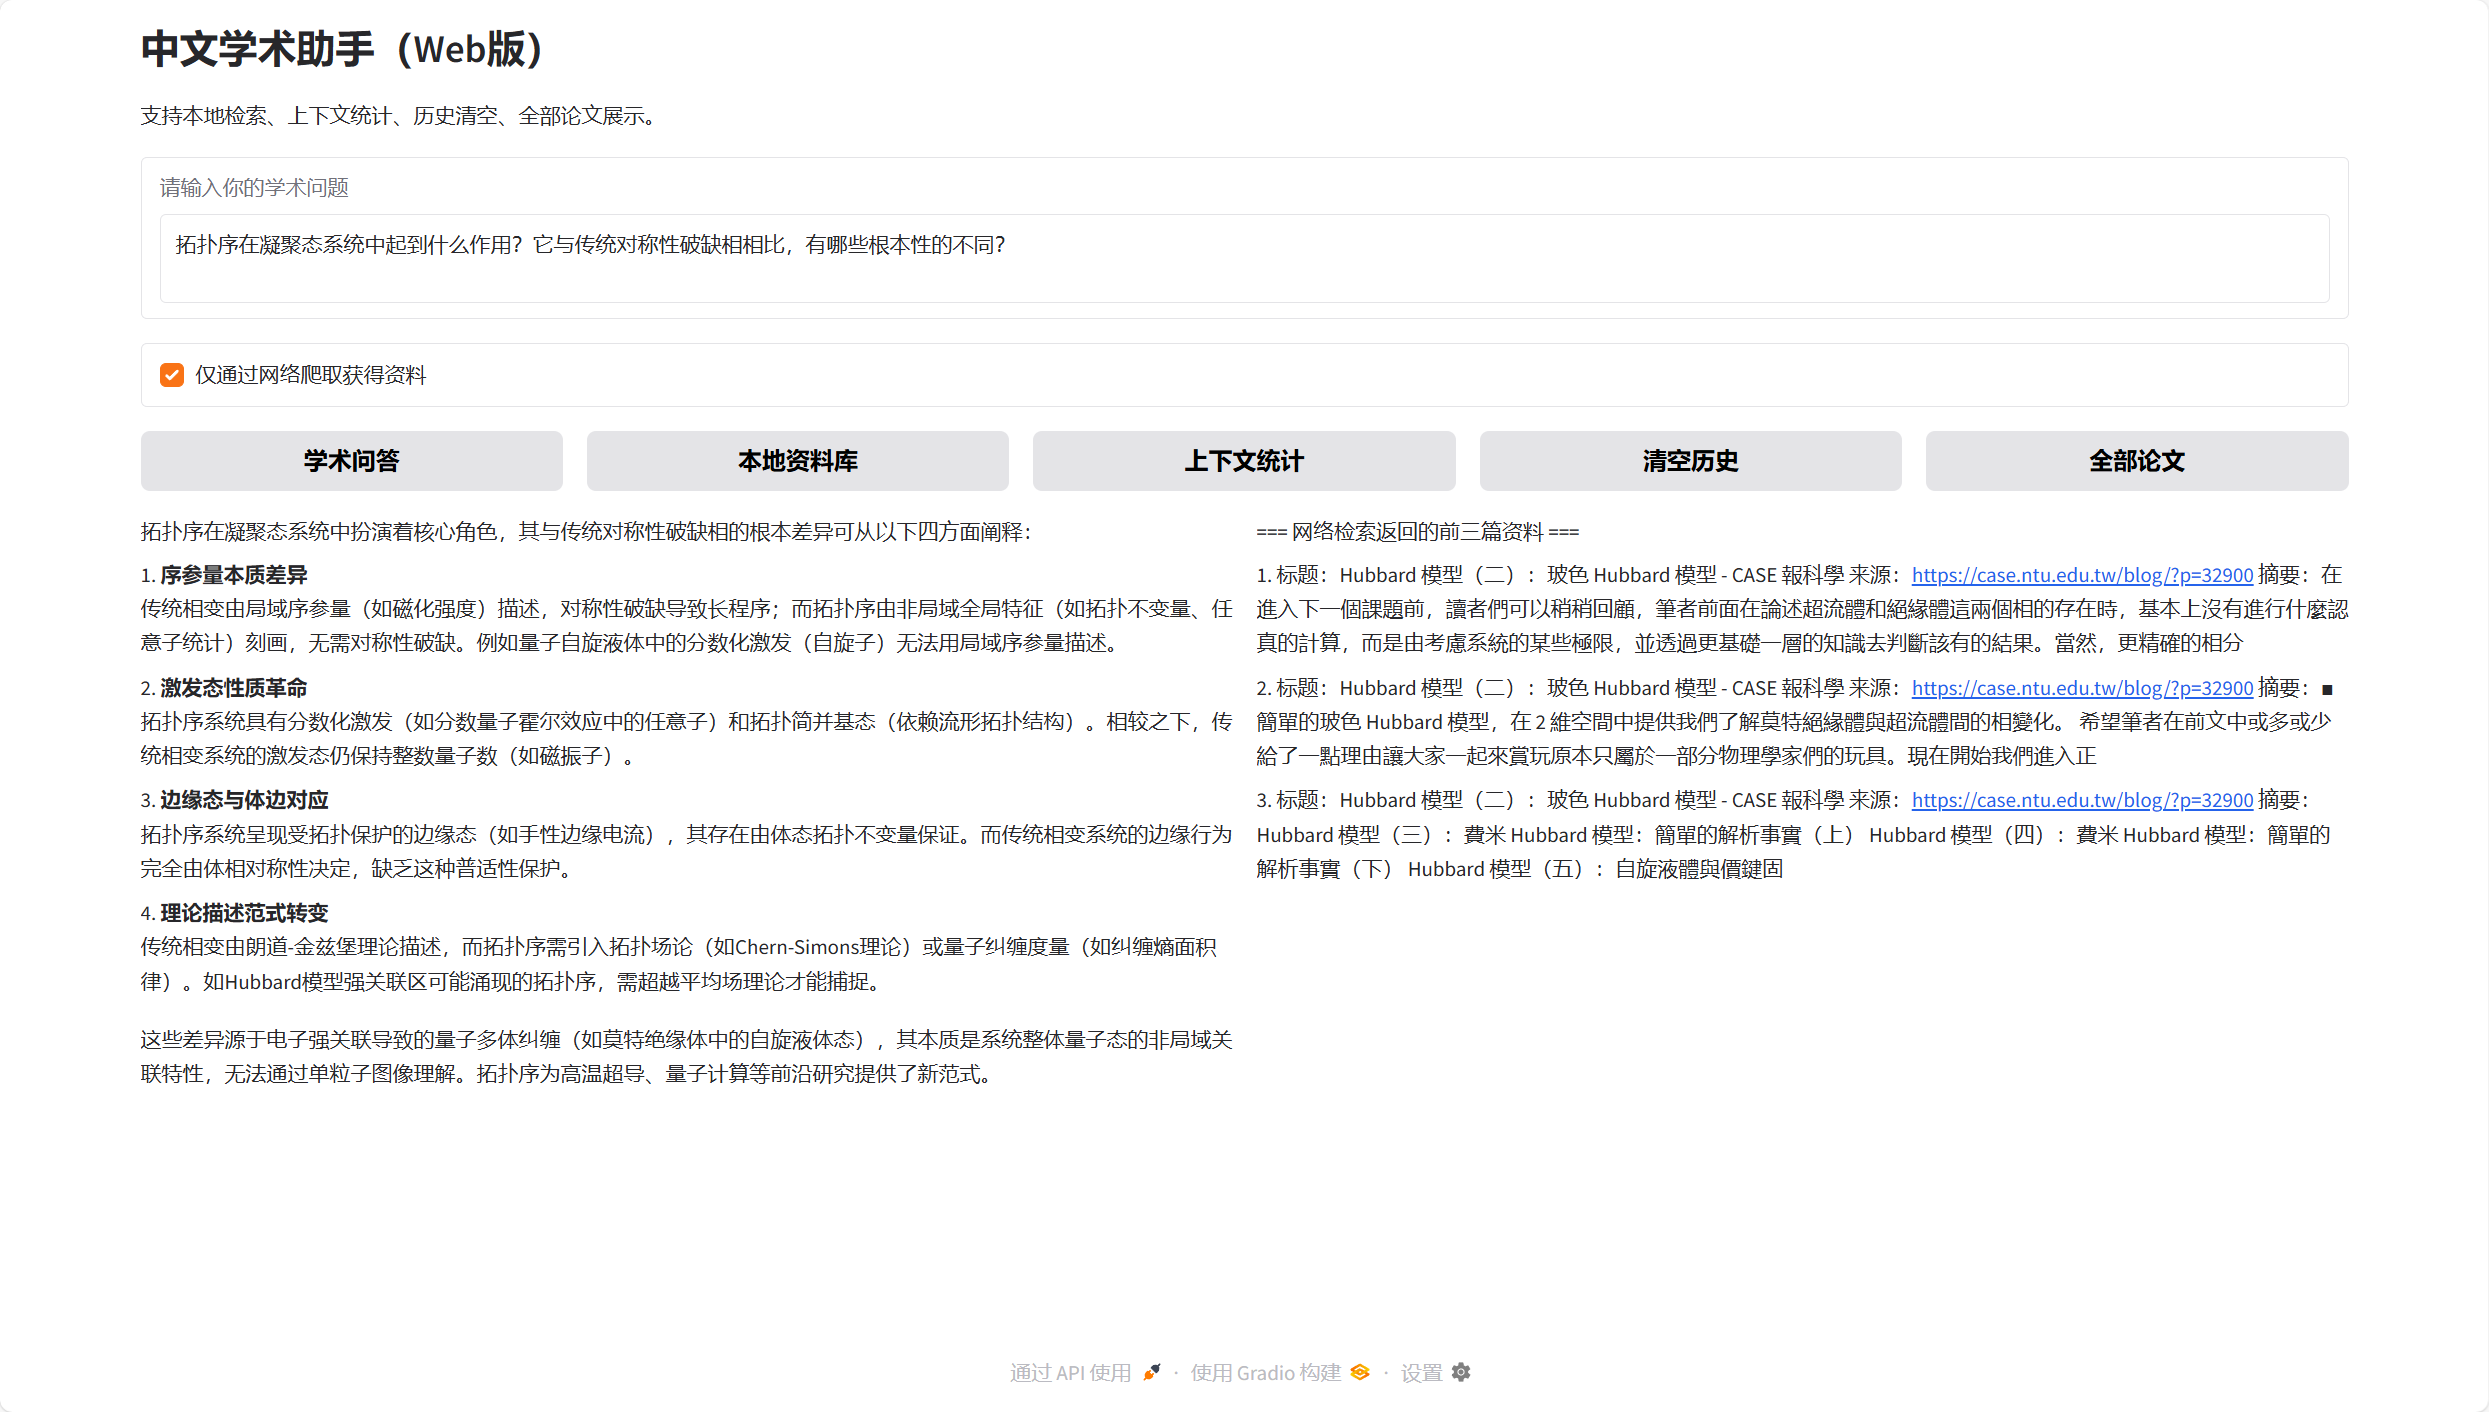 中文学术助手（Web版）
支持本地检索、上下文统计、历史清空、全部论文展示。
请输入你的学术问题
拓扑序在凝聚态系统中起到什么作用？它与传统对称性破缺相相比，有哪些根本性的不同？
仅通过网络爬取获得资料
学术问答
本地资料库
上下文统计
清空历史
全部论文
拓扑序在凝聚态系统中扮演着核心角色，其与传统对称性破缺相的根本差异可从以下四方面阐释：
1. 序参量本质差异
传统相变由局域序参量（如磁化强度）描述，对称性破缺导致长程序；而拓扑序由非局域全局特征（如拓扑不变量、任
意子统计）刻画，无需对称性破缺。例如量子自旋液体中的分数化激发（自旋子）无法用局域序参量描述。
2. 激发态性质革命
拓扑序系统具有分数化激发（如分数量子霍尔效应中的任意子）和拓扑简并基态（依赖流形拓扑结构）。相较之下，传
统相变系统的激发态仍保持整数量子数（如磁振子）。
3. 边缘态与体边对应
拓扑序系统呈现受拓扑保护的边缘态（如手性边缘电流），其存在由体态拓扑不变量保证。而传统相变系统的边缘行为
完全由体相对称性决定，缺乏这种普适性保护。
4. 理论描述范式转变
传统相变由朗道-金兹堡理论描述，而拓扑序需引入拓扑场论（如Chern-Simons理论）或量子纠缠度量（如纠缠熵面积
律）。如Hubbard模型强关联区可能涌现的拓扑序，需超越平均场理论才能捕捉。
这些差异源于电子强关联导致的量子多体纠缠（如莫特绝缘体中的自旋液体态），其本质是系统整体量子态的非局域关
联特性，无法通过单粒子图像理解。拓扑序为高温超导、量子计算等前沿研究提供了新范式。
=== 网络检索返回的前三篇资料 ===
1. 标题：Hubbard 模型（二）：玻色 Hubbard 模型 - CASE 報科學 来源：https://case.ntu.edu.tw/blog/?p=32900 摘要：在
進入下一個課題前，讀者們可以稍稍回顧，筆者前面在論述超流體和絕緣體這兩個相的存在時，基本上沒有進行什麼認
真的計算，而是由考慮系統的某些極限，並透過更基礎一層的知識去判斷該有的結果。當然，更精確的相分
2. 标题：Hubbard 模型（二）：玻色 Hubbard 模型 - CASE 報科學 来源：https://case.ntu.edu.tw/blog/?p=32900 摘要：■
簡單的玻色 Hubbard 模型，在 2 維空間中提供我們了解莫特絕緣體與超流體間的相變化。 希望筆者在前文中或多或少
給了一點理由讓大家一起來賞玩原本只屬於一部分物理學家們的玩具。現在開始我們進入正
3. 标题：Hubbard 模型（二）：玻色 Hubbard 模型 - CASE 報科學 来源：https://case.ntu.edu.tw/blog/?p=32900 摘要：
Hubbard 模型（三）：費米 Hubbard 模型：簡單的解析事實（上） Hubbard 模型（四）：費米 Hubbard 模型：簡單的
解析事實（下） Hubbard 模型（五）：自旋液體與價鍵固
通过 API 使用 · 使用 Gradio 构建 · 设置